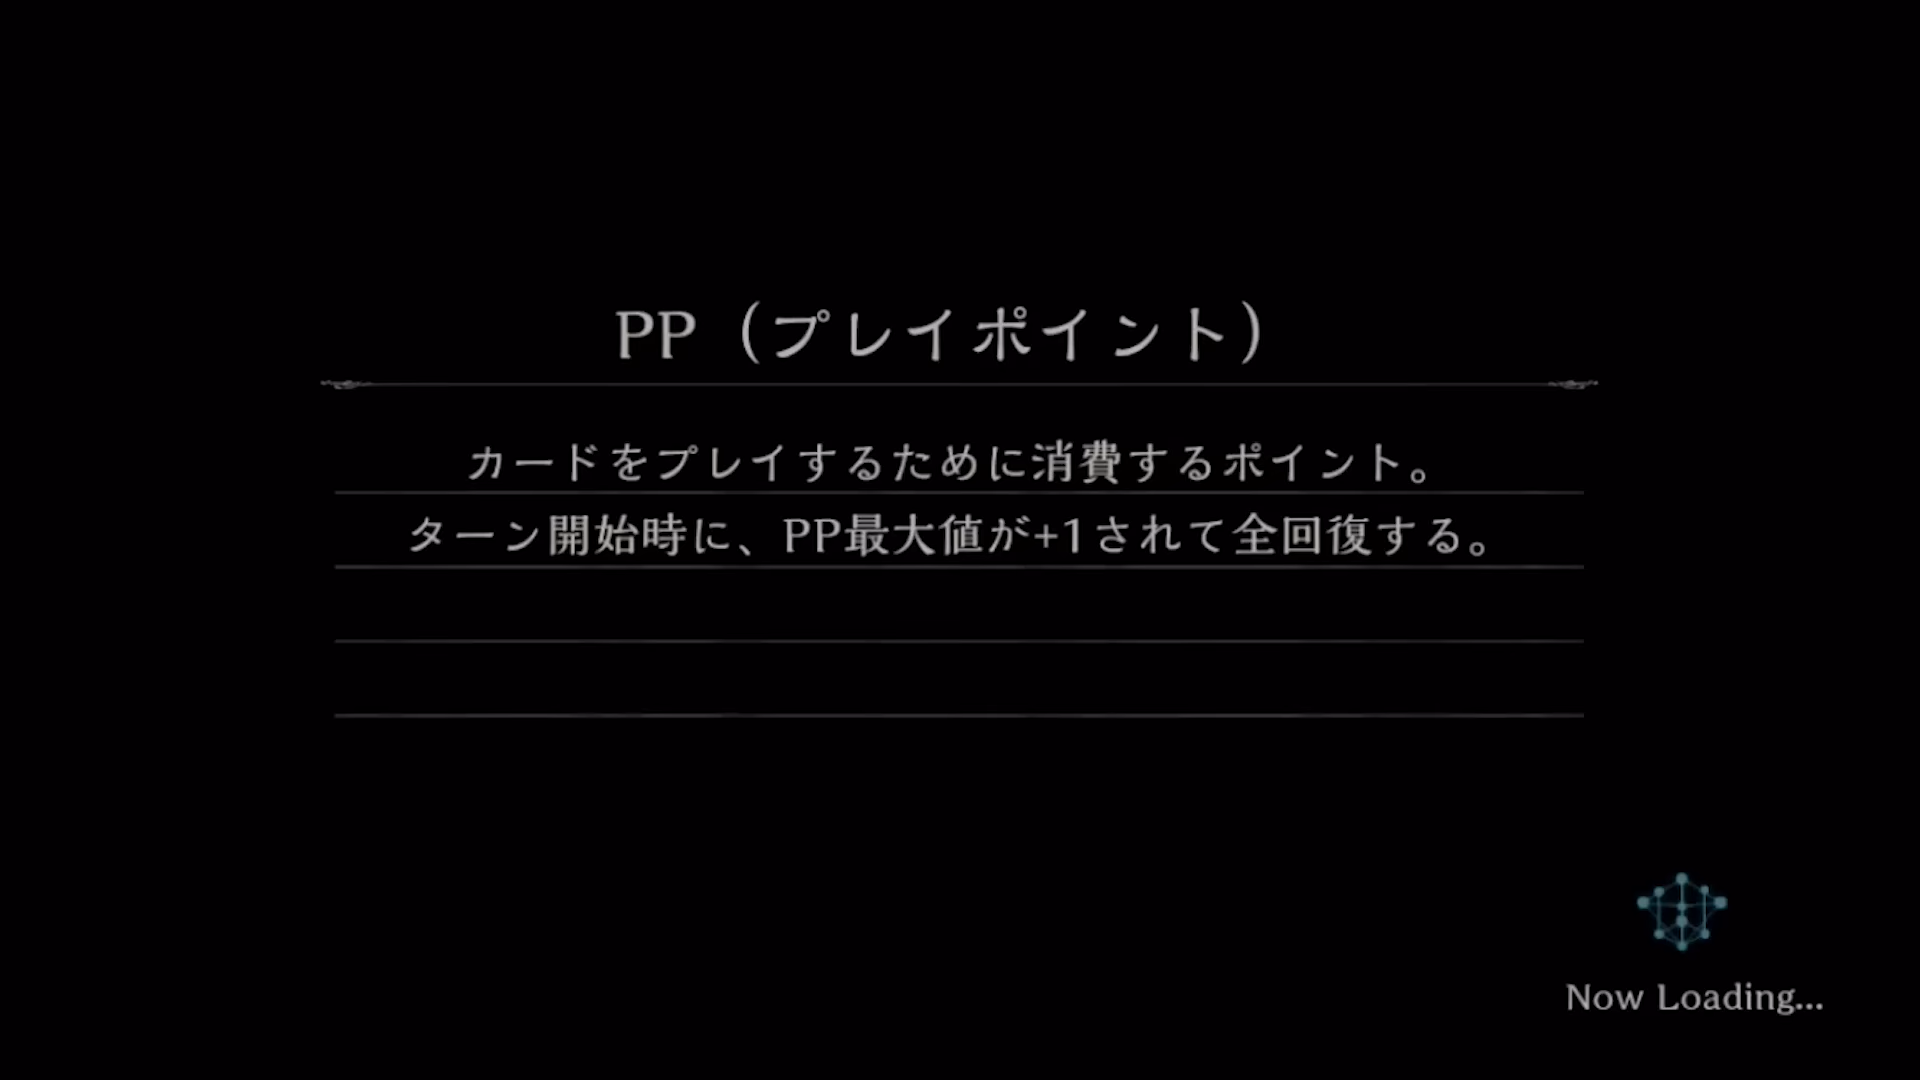 PP（プレイポイント）
カードをプレイするために消費するポイント。
ターン開始時に、PP最大値が+1されて全回復する。
Now Loading...